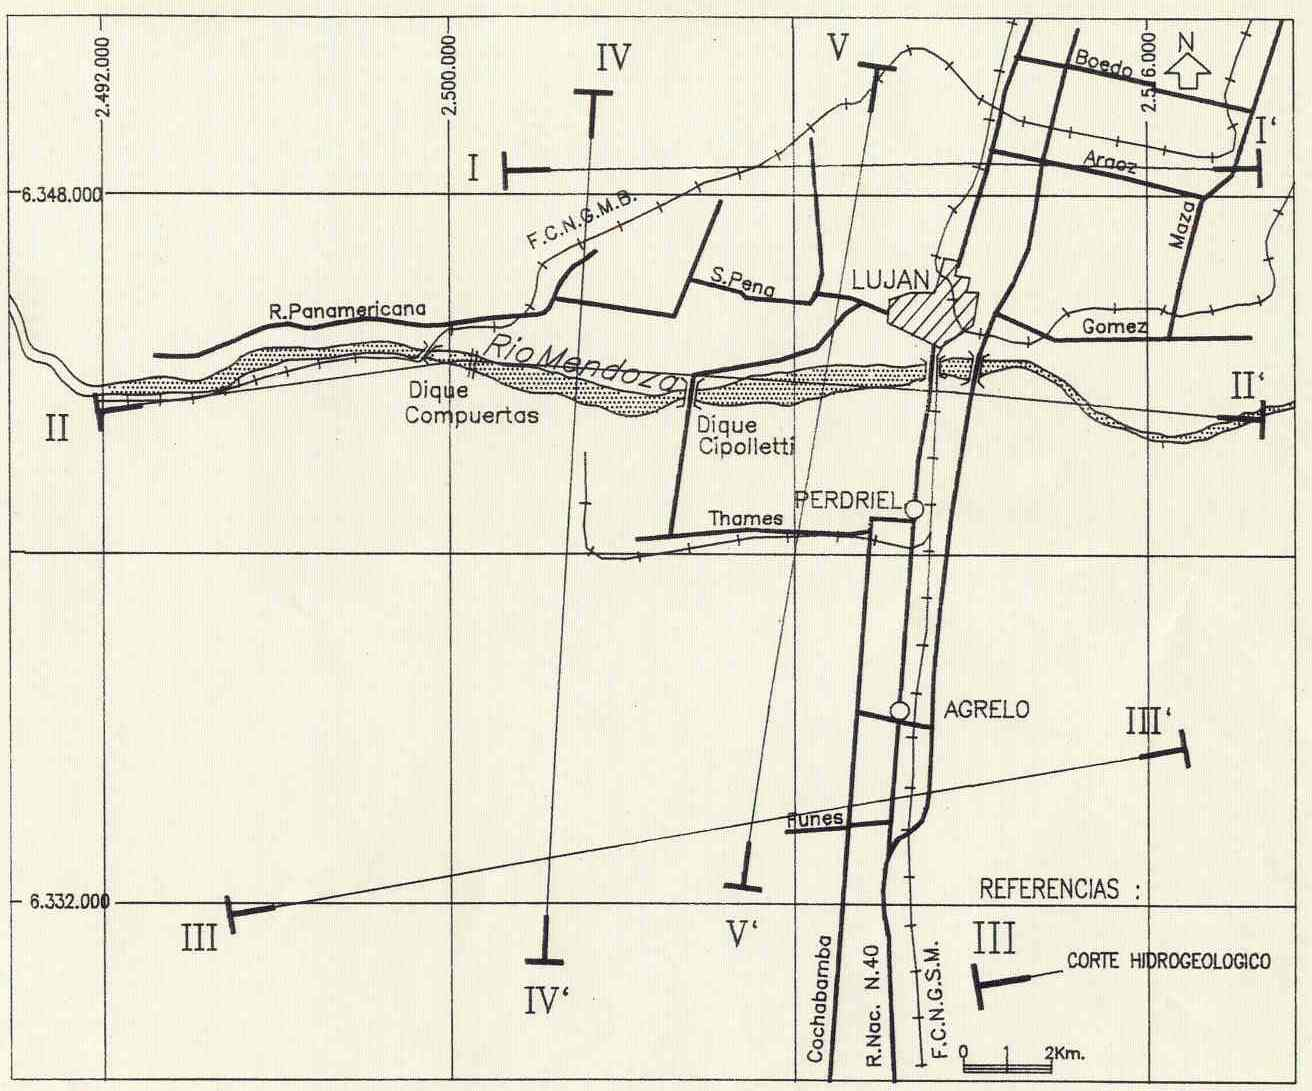 2.492.000
2.500.000
IV
V
Boedo
2.516.000
N
I
I'
Araoz
6.348.000
F.C.N.G.M.B.
Maza
S.Pena
LUJAN
R.Panamericana
Gomez
Rio Mendoza
II
II'
Dique
Compuertas
Dique
Cipolletti
PERDRIEL
Thames
AGRELO
III'
Funes
6.332.000
III
V'
IV'
Cochabamba
R.Nac. N.40
F.C.N.G.S.M.
REFERENCIAS :
III
CORTE HIDROGEOLOGICO
0 1 2Km.